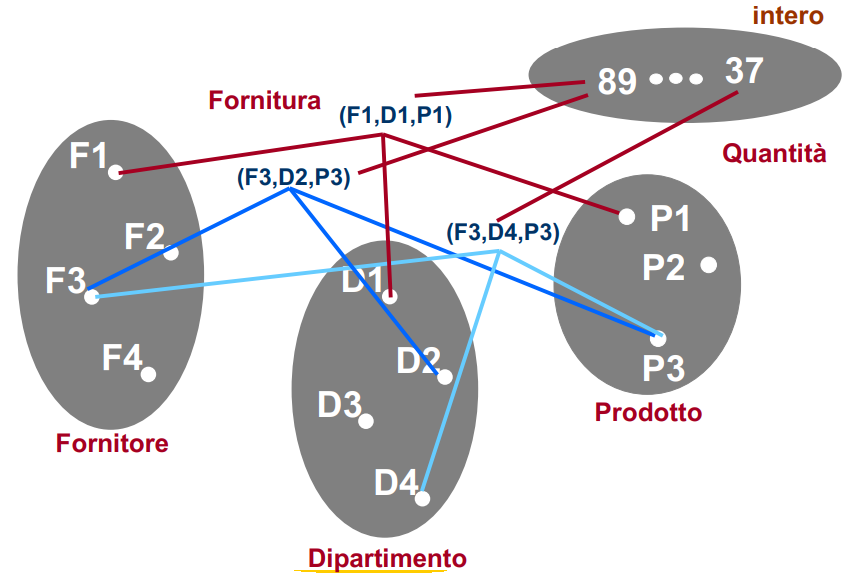 intero
89 ... 37
Fornitura
(F1,D1,P1)
Quantità
F1
(F3,D2,P3)
F2
(F3,D4,P3)
P1
P2
F3
D1
F4
D2
P3
D3
Prodotto
Fornitore
D4
Dipartimento